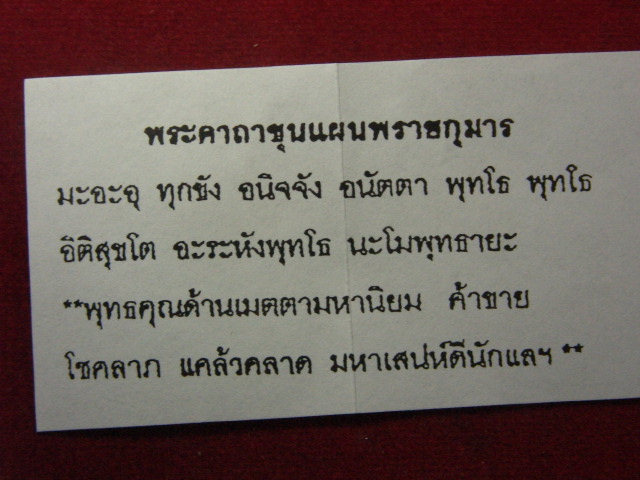 พระคาถาขุนแผนพรายกุมาร
มะอะอุ ทุกขัง อนิจจัง อนัตตา พุทโธ พุทโธ
อิติสุขโต อะระหังพุทโธ นะโมพุทธายะ
**พุทธคุณด้านเมตตามหานิยม ค้าขาย
โชคลาภ แคล้วคลาด มหาเสน่ห์ดีนักแลฯ**